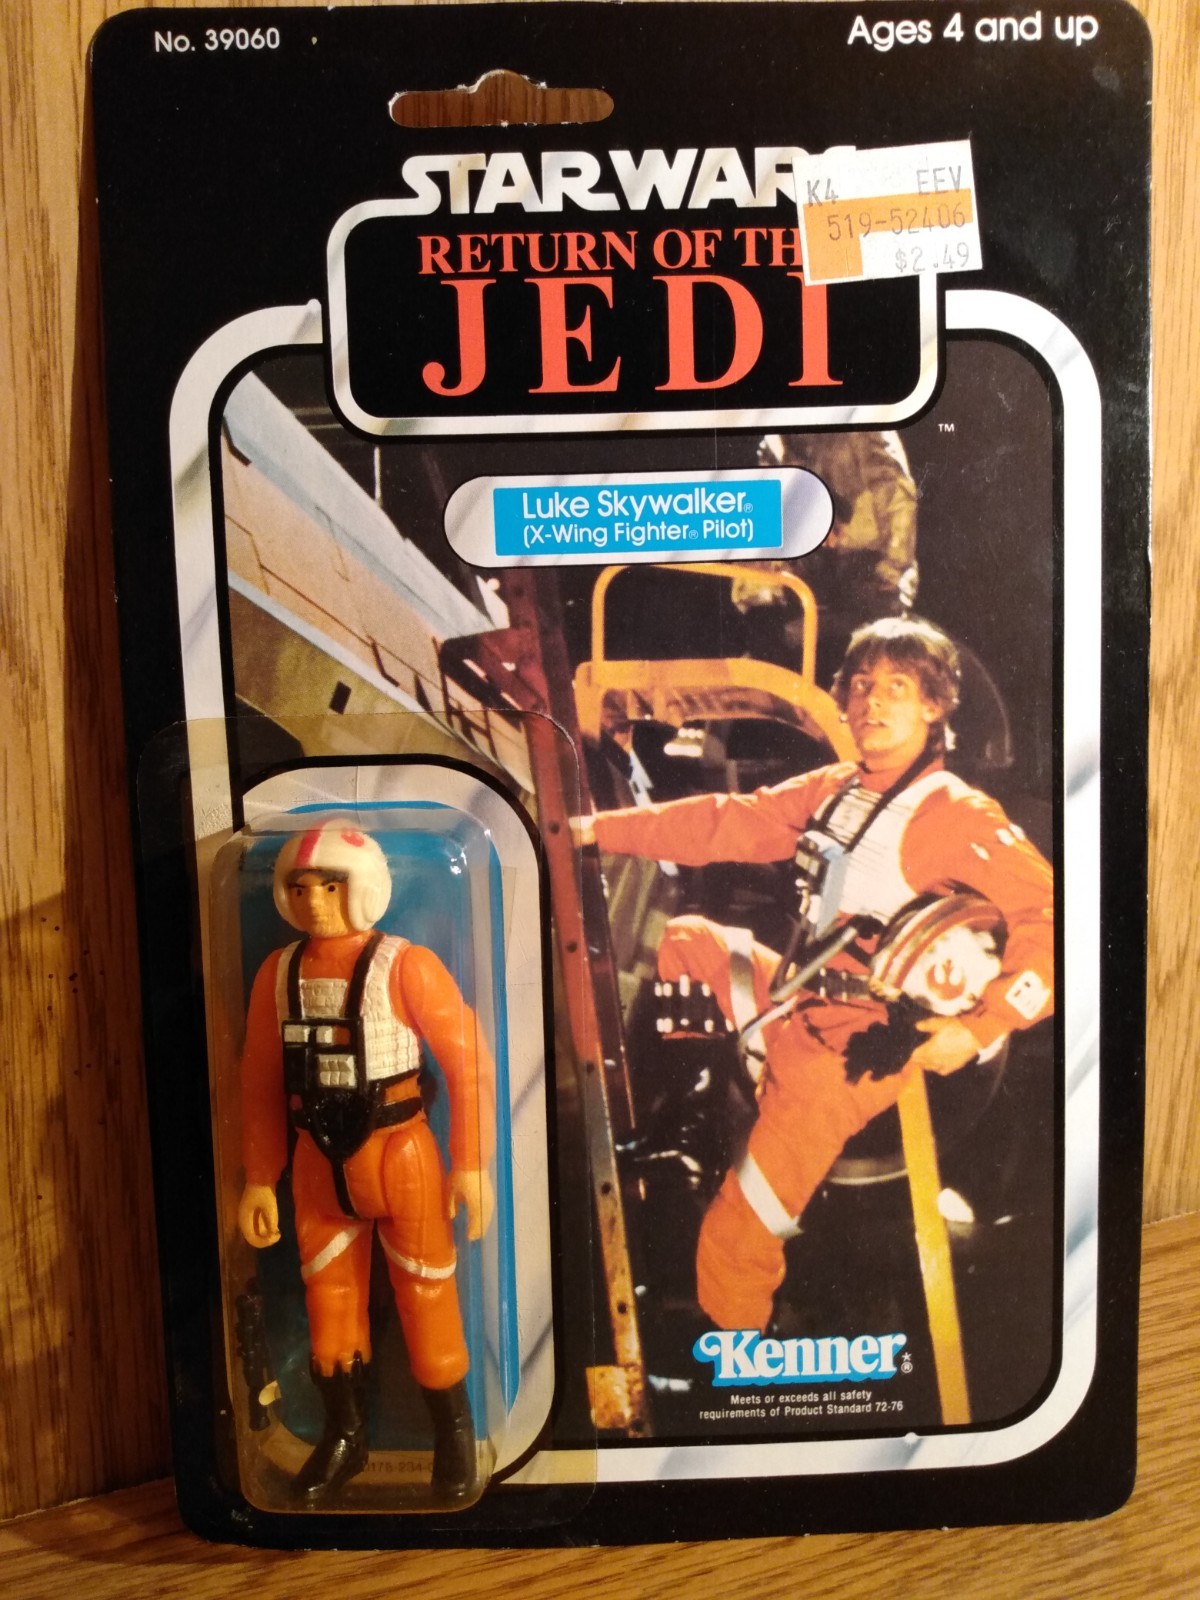 No. 39060
Ages 4 and up
STAR WARS
K4 EEV
519-52406
$2.49
RETURN OF TH
JEDI
TM
Luke Skywalker®
(X-Wing Fighter® Pilot)
Kenner®
Meets or exceeds all safety
requirements of Product Standard 72-76